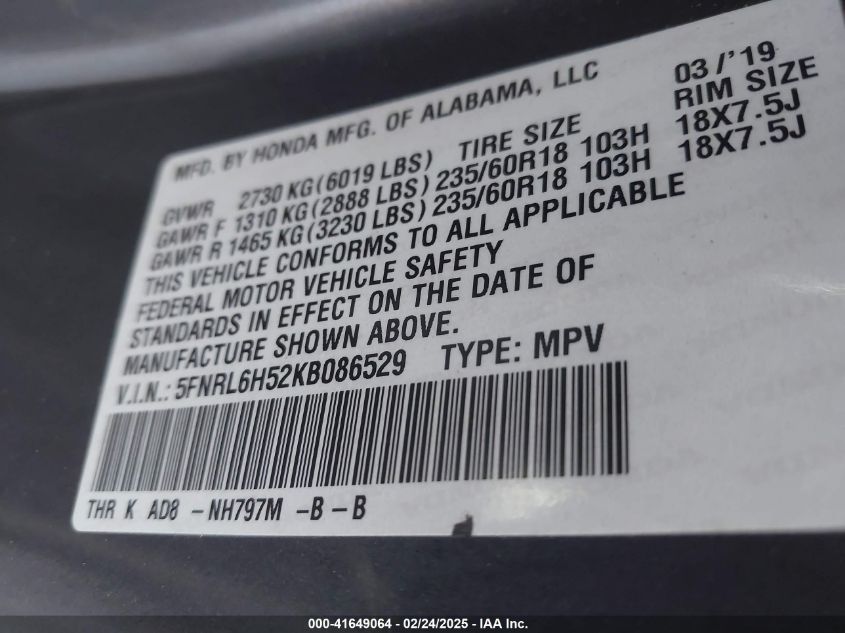 MFD. BY HONDA MFG. OF ALABAMA, LLC 03/'19
GVWR 2730 KG(6019 LBS) TIRE SIZE RIM SIZE
GAWR F 1310 KG(2888 LBS) 235/60R18 103H 18X7.5J
GAWR R 1465 KG(3230 LBS) 235/60R18 103H 18X7.5J
THIS VEHICLE CONFORMS TO ALL APPLICABLE
FEDERAL MOTOR VEHICLE SAFETY
STANDARDS IN EFFECT ON THE DATE OF
MANUFACTURE SHOWN ABOVE.
V.I.N.: 5FNRL6H52KB086529 TYPE: MPV
THR K AD8 -NH797M -B-B
000-41649064 - 02/24/2025 - IAA Inc.